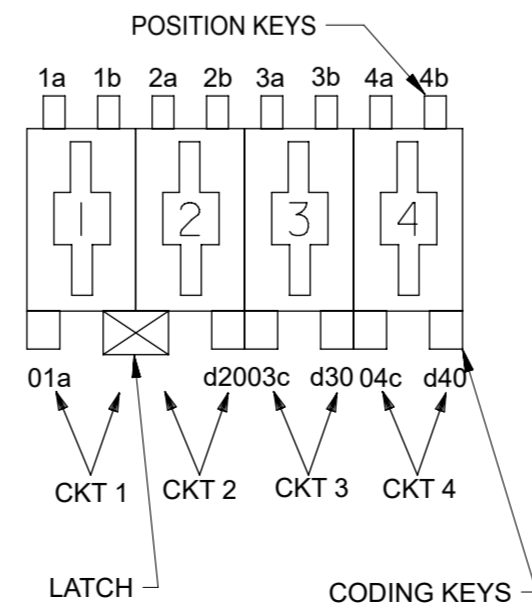 POSITION KEYS
1a 1b 2a 2b 3a 3b 4a 4b
1 2 3 4
01a d2003c d30 04c d40
CKT 1 CKT 2 CKT 3 CKT 4
LATCH CODING KEYS